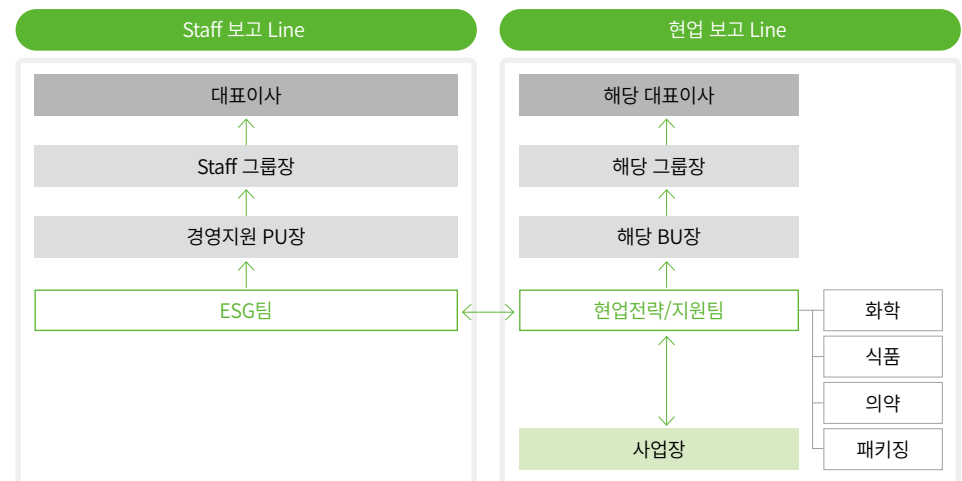 Staff 보고 Line
대표이사
Staff 그룹장
경영지원 PU장
ESG팀
현업 보고 Line
해당 대표이사
해당 그룹장
해당 BU장
현업전략/지원팀
사업장
화학
식품
의약
패키징